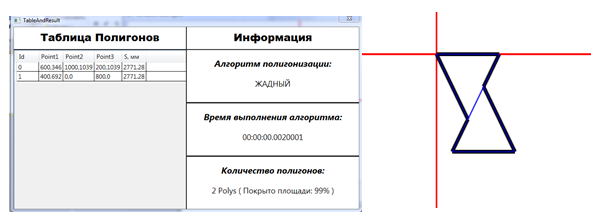 TableAndResult
Таблица Полигонов
Id Point1 Point2 Point3 S, мм
0 600.346 1000.1039 200.1039 2771.28
1 400.692 0.0 800.0 2771.28
Информация
Алгоритм полигонизации:
ЖАДНЫЙ
Время выполнения алгоритма:
00:00:00.0020001
Количество полигонов:
2 Polys ( Покрыто площади: 99% )